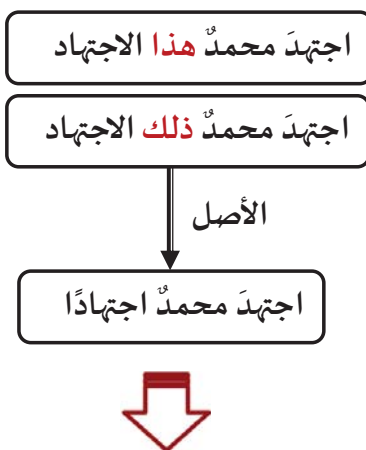 اجتهدَ محمدٌ هذا الاجتهاد
اجتهدَ محمدٌ ذلك الاجتهاد
الأصل
اجتهدَ محمدٌ اجتهادًا